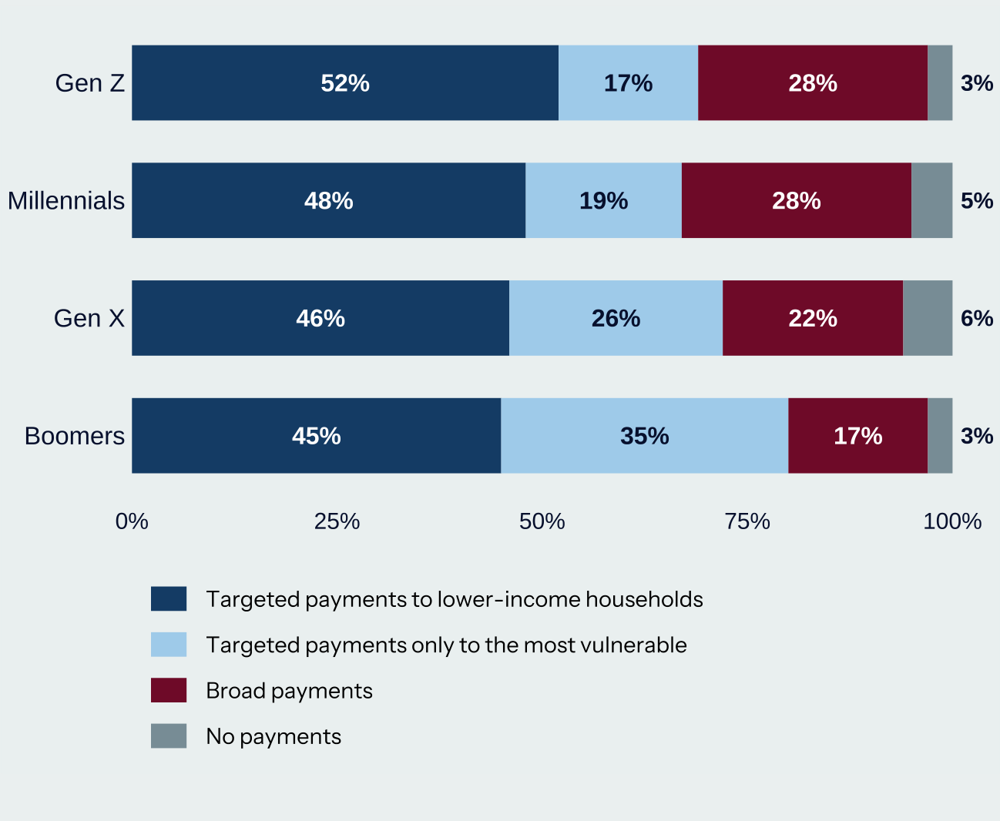 Gen Z 52% 17% 28% 3%
Millennials 48% 19% 28% 5%
Gen X 46% 26% 22% 6%
Boomers 45% 35% 17% 3%
0% 25% 50% 75% 100%
Targeted payments to lower-income households
Targeted payments only to the most vulnerable
Broad payments
No payments